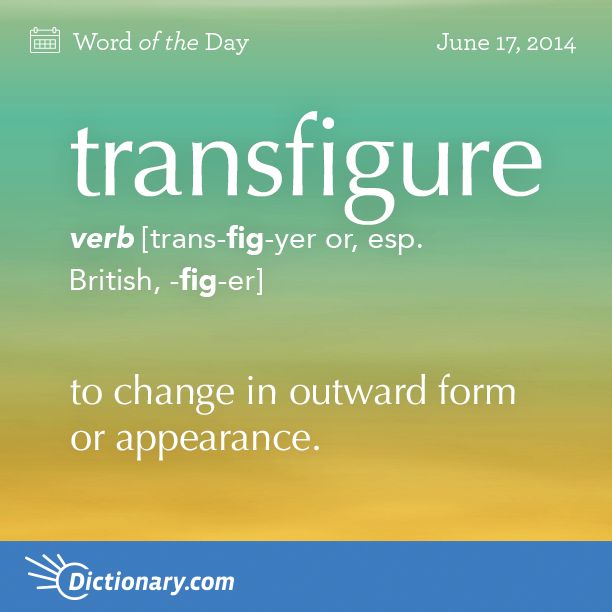 Word of the Day
June 17, 2014
transfigure
verb [trans-fig-yer or, esp.
British, -fig-er]
to change in outward form
or appearance.
Dictionary.com